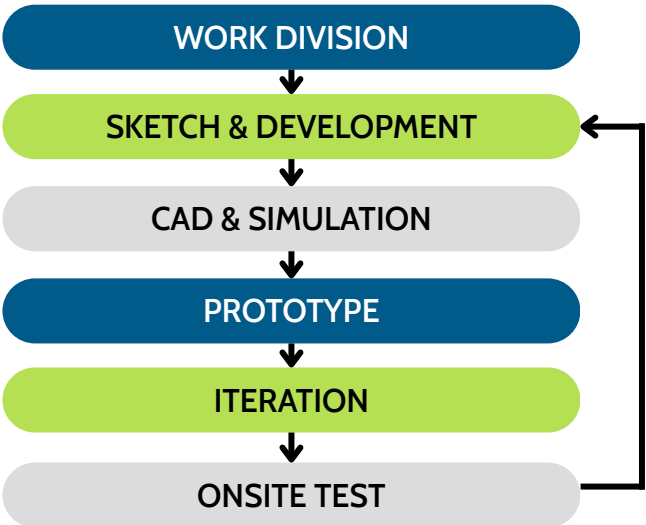 WORK DIVISION
SKETCH & DEVELOPMENT
CAD & SIMULATION
PROTOTYPE
ITERATION
ONSITE TEST